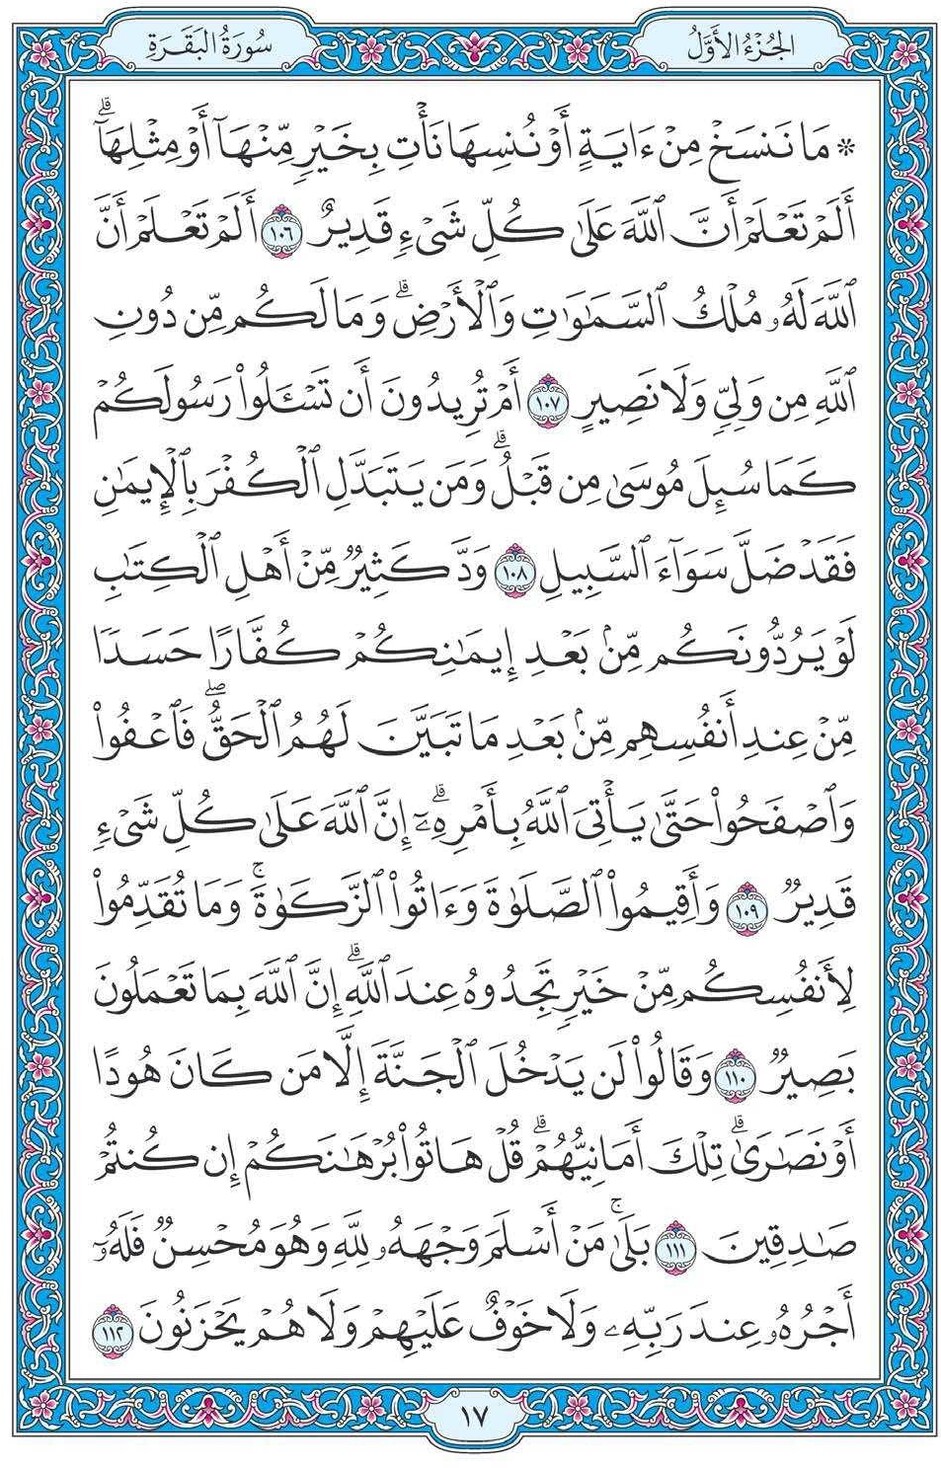 الجُزْءُ الأَوَّلُ
سُورَةُ البَقَرَةِ
۞ مَا نَنسَخۡ مِنۡ ءَايَةٍ أَوۡ نُنسِهَا نَأۡتِ بِخَيۡرٖ مِّنۡهَآ أَوۡ مِثۡلِهَآۗ
أَلَمۡ تَعۡلَمۡ أَنَّ ٱللَّهَ عَلَىٰ كُلِّ شَيۡءٖ قَدِيرٌ ١٠٦ أَلَمۡ تَعۡلَمۡ أَنَّ
ٱللَّهَ لَهُۥ مُلۡكُ ٱلسَّمَٰوَٰتِ وَٱلۡأَرۡضِۗ وَمَا لَكُم مِّن دُونِ
ٱللَّهِ مِن وَلِيّٖ وَلَا نَصِيرٍ ١٠٧ أَمۡ تُرِيدُونَ أَن تَسۡـَٔلُواْ رَسُولَكُمۡ
كَمَا سُئِلَ مُوسَىٰ مِن قَبۡلُۗ وَمَن يَتَبَدَّلِ ٱلۡكُفۡرَ بِٱلۡإِيمَٰنِ
فَقَدۡ ضَلَّ سَوَآءَ ٱلسَّبِيلِ ١٠٨ وَدَّ كَثِيرٞ مِّنۡ أَهۡلِ ٱلۡكِتَٰبِ
لَوۡ يَرُدُّونَكُم مِّنۢ بَعۡدِ إِيمَٰنِكُمۡ كُفَّارًا حَسَدٗا
مِّنۡ عِندِ أَنفُسِهِم مِّنۢ بَعۡدِ مَا تَبَيَّنَ لَهُمُ ٱلۡحَقُّۖ فَٱعۡفُواْ
وَٱصۡفَحُواْ حَتَّىٰ يَأۡتِيَ ٱللَّهُ بِأَمۡرِهِۦٓۗ إِنَّ ٱللَّهَ عَلَىٰ كُلِّ شَيۡءٖ
قَدِيرٞ ١٠٩ وَأَقِيمُواْ ٱلصَّلَوٰةَ وَءَاتُواْ ٱلزَّكَوٰةَۚ وَمَا تُقَدِّمُواْ
لِأَنفُسِكُم مِّنۡ خَيۡرٖ تَجِدُوهُ عِندَ ٱللَّهِۗ إِنَّ ٱللَّهَ بِمَا تَعۡمَلُونَ
بَصِيرٞ ١١٠ وَقَالُواْ لَن يَدۡخُلَ ٱلۡجَنَّةَ إِلَّا مَن كَانَ هُودًا
أَوۡ نَصَٰرَىٰۗ تِلۡكَ أَمَانِيُّهُمۡۗ قُلۡ هَاتُواْ بُرۡهَٰنَكُمۡ إِن كُنتُمۡ
صَٰدِقِينَ ١١١ بَلَىٰۚ مَنۡ أَسۡلَمَ وَجۡهَهُۥ لِلَّهِ وَهُوَ مُحۡسِنٞ فَلَهُۥٓ
أَجۡرُهُۥ عِندَ رَبِّهِۦ وَلَا خَوۡفٌ عَلَيۡهِمۡ وَلَا هُمۡ يَحۡزَنُونَ ١١٢
١٧